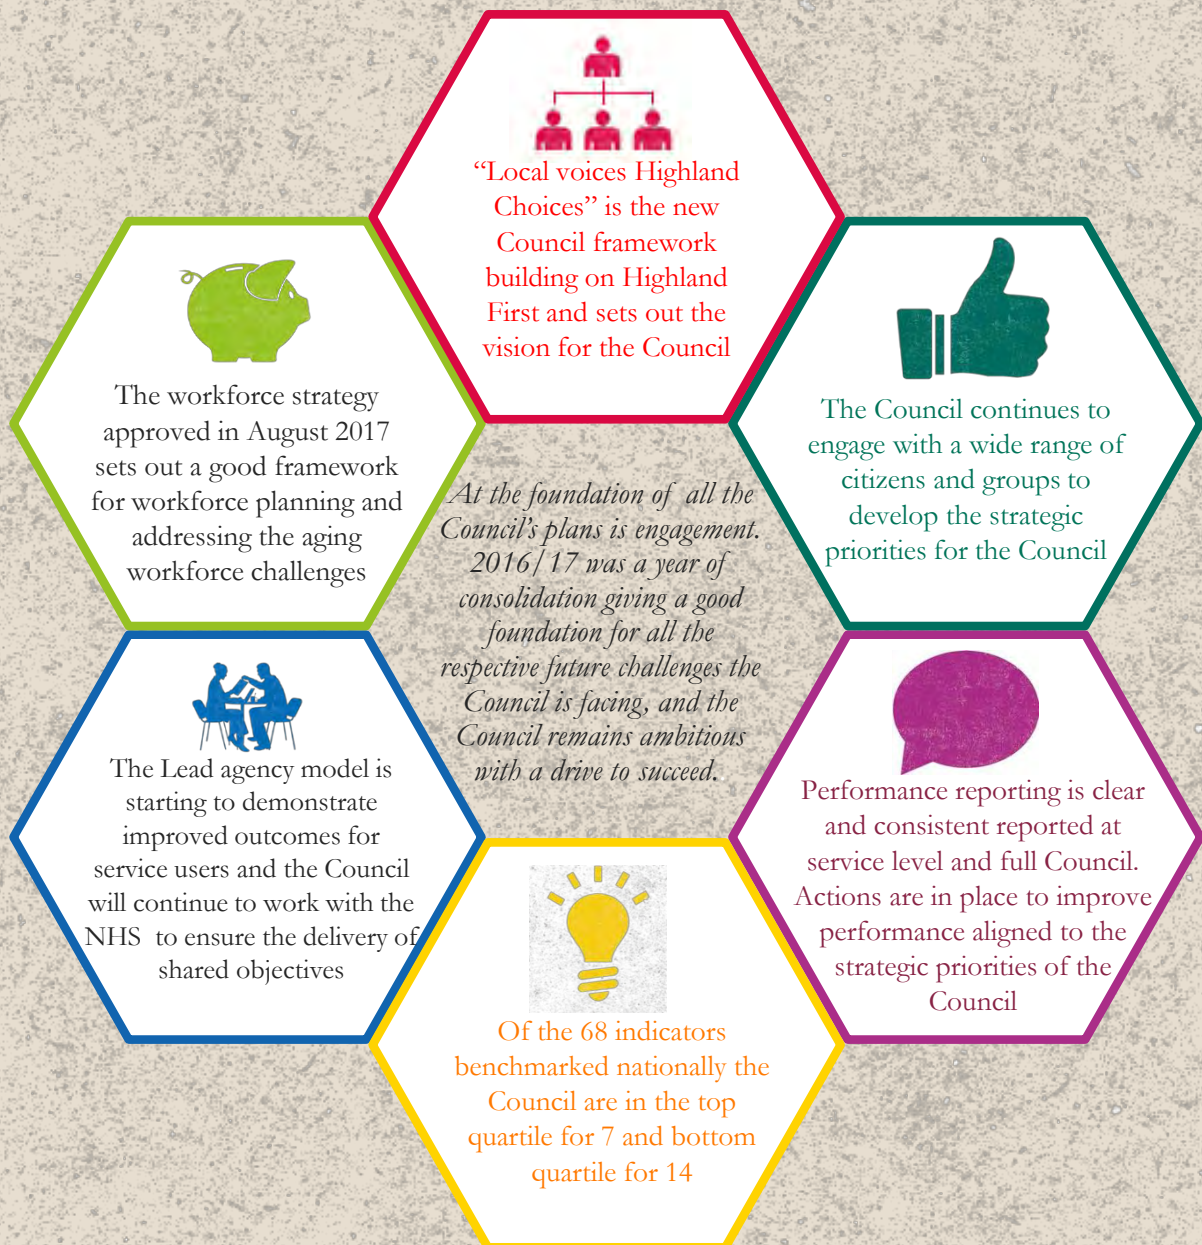 “Local voices Highland
Choices” is the new
Council framework
building on Highland
First and sets out the
vision for the Council
The workforce strategy
approved in August 2017
sets out a good framework
for workforce planning and
addressing the aging
workforce challenges
The Council continues to
engage with a wide range of
citizens and groups to
develop the strategic
priorities for the Council
At the foundation of all the
Council’s plans is engagement.
2016/17 was a year of
consolidation giving a good
foundation for all the
respective future challenges the
Council is facing, and the
Council remains ambitious
with a drive to succeed.
The Lead agency model is
starting to demonstrate
improved outcomes for
service users and the Council
will continue to work with the
NHS to ensure the delivery of
shared objectives
Performance reporting is clear
and consistent reported at
service level and full Council.
Actions are in place to improve
performance aligned to the
strategic priorities of the
Council
Of the 68 indicators
benchmarked nationally the
Council are in the top
quartile for 7 and bottom
quartile for 14